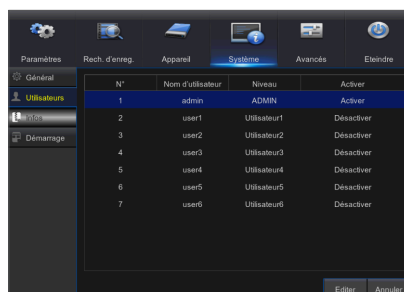 Paramètres Rech. d'enreg. Appareil Système Avancés Eteindre
Général
Utilisateurs
Infos
Démarrage
N° Nom d'utilisateur Niveau Activer
1 admin ADMIN Activer
2 user1 Utilisateur1 Désactiver
3 user2 Utilisateur2 Désactiver
4 user3 Utilisateur3 Désactiver
5 user4 Utilisateur4 Désactiver
6 user5 Utilisateur5 Désactiver
7 user6 Utilisateur6 Désactiver
Editer Annuler